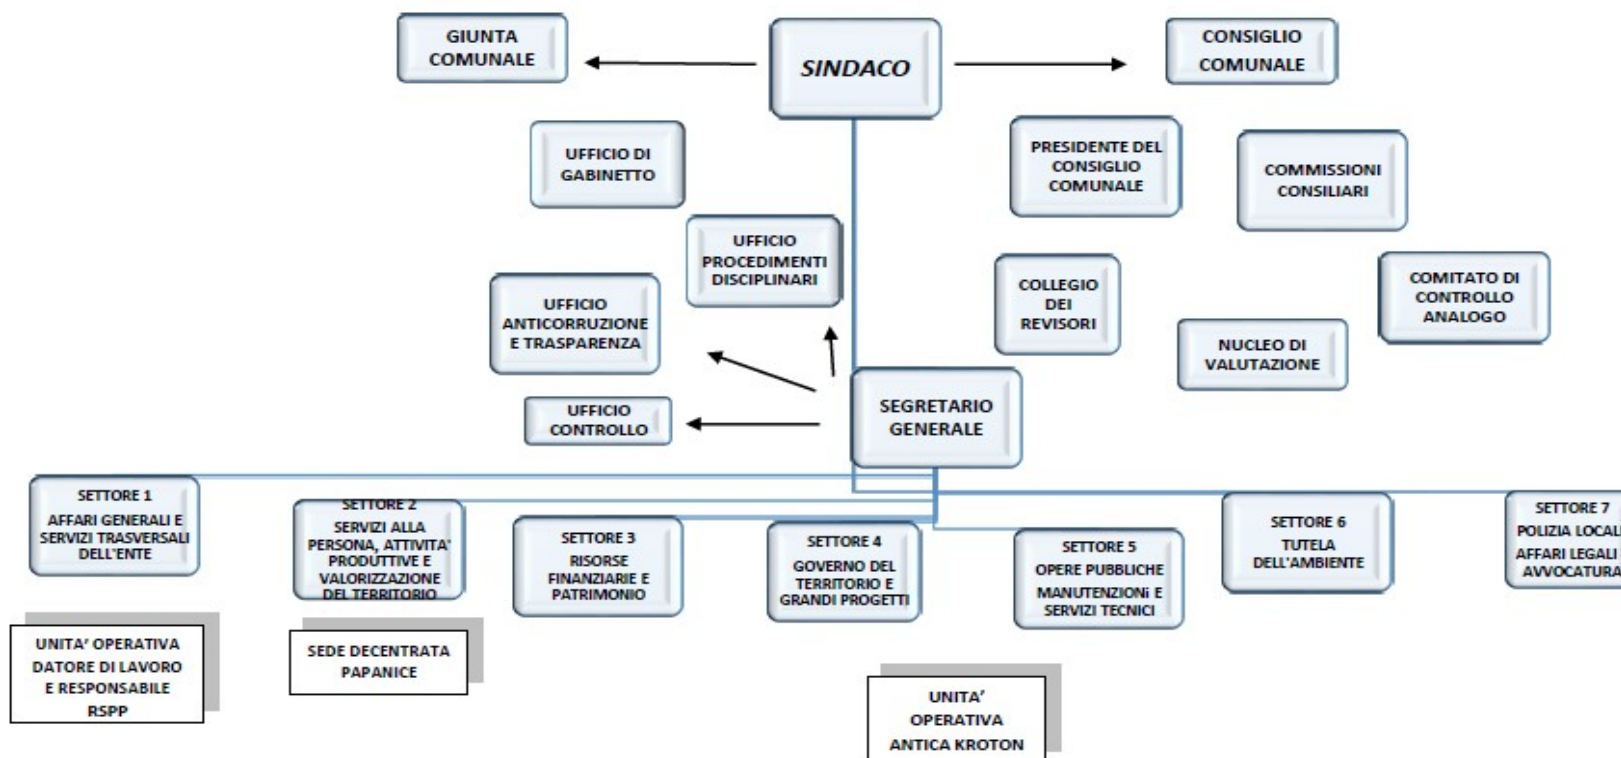 GIUNTA
COMUNALE
SINDACO
CONSIGLIO
COMUNALE
UFFICIO DI
GABINETTO
PRESIDENTE DEL
CONSIGLIO
COMUNALE
COMMISSIONI
CONSILIARI
UFFICIO
PROCEDIMENTI
DISCIPLINARI
UFFICIO
ANTICORRUZIONE
E TRASPARENZA
COLLEGIO
DEI
REVISORI
COMITATO DI
CONTROLLO
ANALOGO
NUCLEO DI
VALUTAZIONE
UFFICIO
CONTROLLO
SEGRETARIO
GENERALE
SETTORE 1
AFFARI GENERALI E
SERVIZI TRASVERSALI
DELL'ENTE
SETTORE 2
SERVIZI ALLA
PERSONA, ATTIVITA'
PRODUTTIVE E
VALORIZZAZIONE
DEL TERRITORIO
SETTORE 3
RISORSE
FINANZIARIE E
PATRIMONIO
SETTORE 4
GOVERNO DEL
TERRITORIO E
GRANDI PROGETTI
SETTORE 5
OPERE PUBBLICHE
MANUTENZIONi E
SERVIZI TECNICI
SETTORE 6
TUTELA
DELL'AMBIENTE
SETTORE 7
POLIZIA LOCAL
AFFARI LEGALI
AVVOCATURA
UNITA' OPERATIVA
DATORE DI LAVORO
E RESPONSABILE
RSPP
SEDE DECENTRATA
PAPANICE
UNITA'
OPERATIVA
ANTICA KROTON